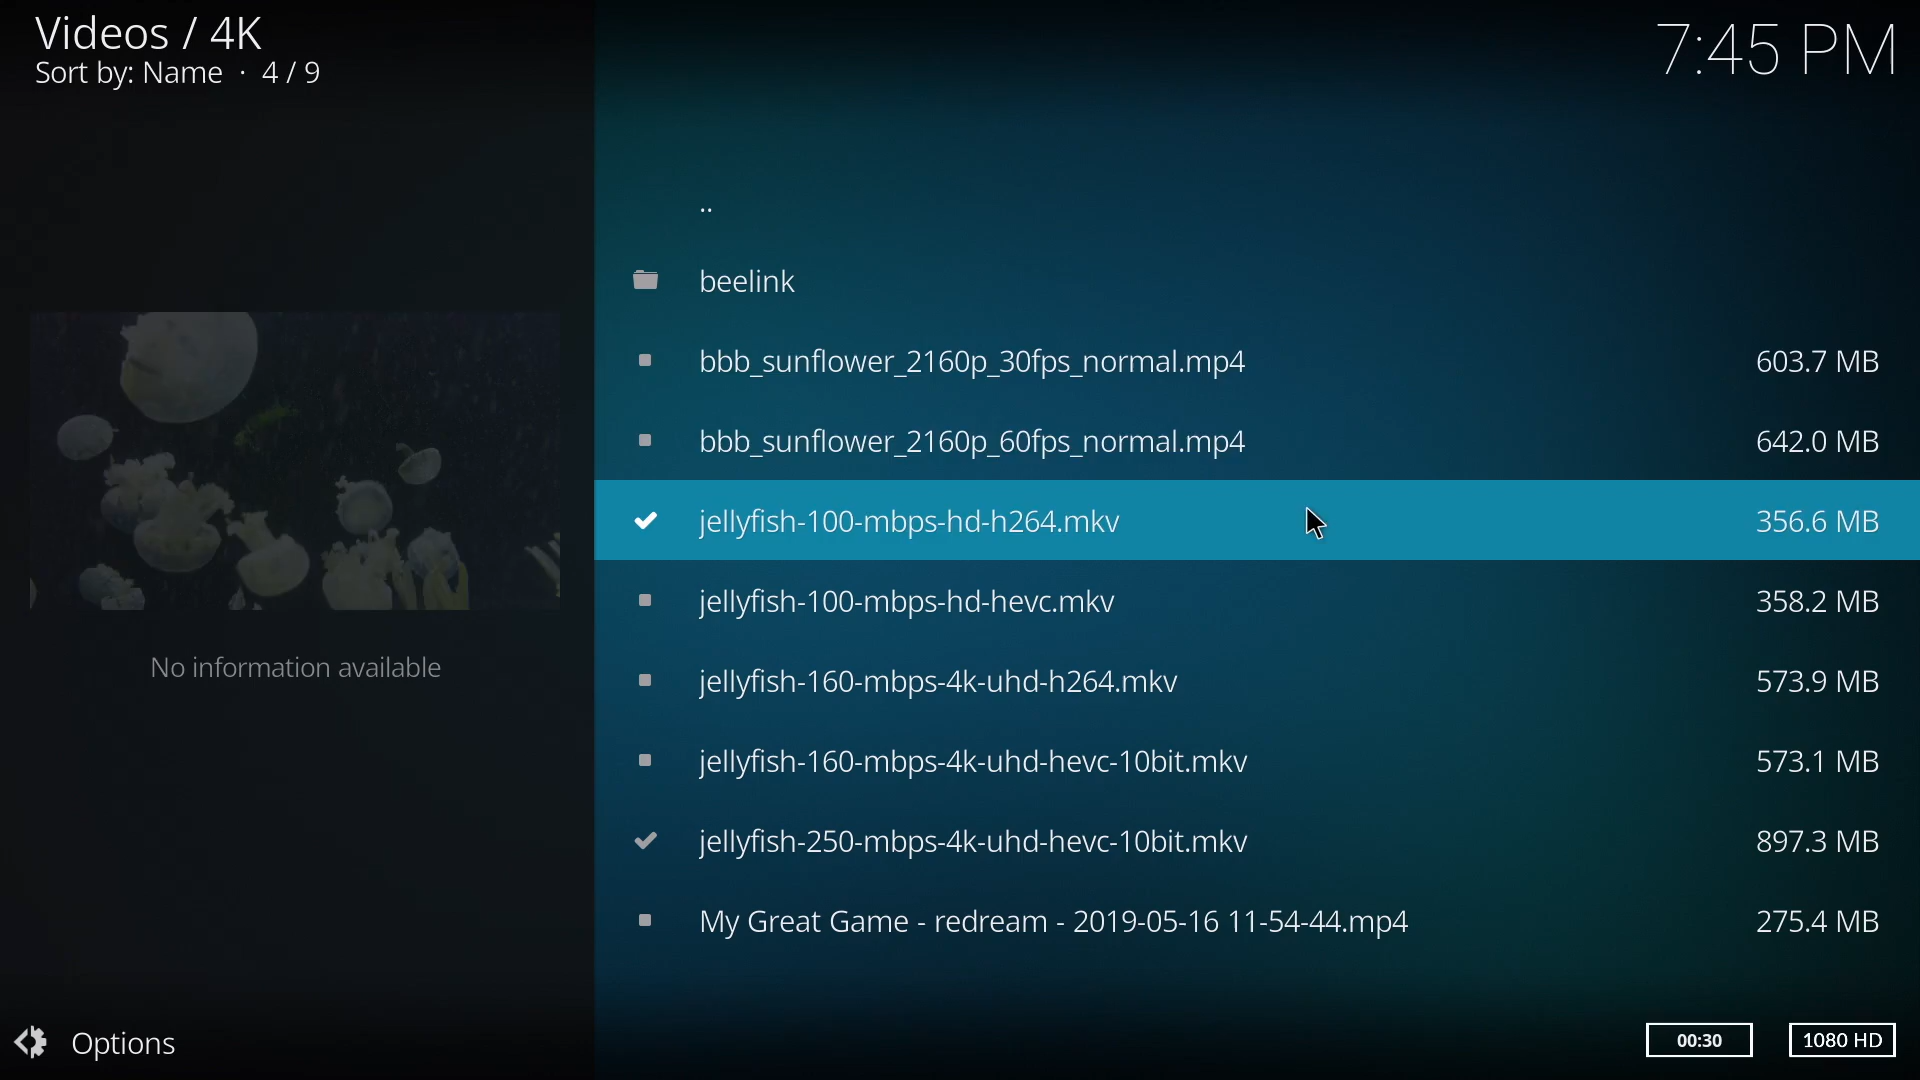 Videos / 4K
Sort by: Name · 4 / 9
7:45 PM
..
beelink
bbb_sunflower_2160p_30fps_normal.mp4 603.7 MB
bbb_sunflower_2160p_60fps_normal.mp4 642.0 MB
jellyfish-100-mbps-hd-h264.mkv 356.6 MB
jellyfish-100-mbps-hd-hevc.mkv 358.2 MB
jellyfish-160-mbps-4k-uhd-h264.mkv 573.9 MB
jellyfish-160-mbps-4k-uhd-hevc-10bit.mkv 573.1 MB
jellyfish-250-mbps-4k-uhd-hevc-10bit.mkv 897.3 MB
My Great Game - redream - 2019-05-16 11-54-44.mp4 275.4 MB
No information available
Options
00:30
1080 HD